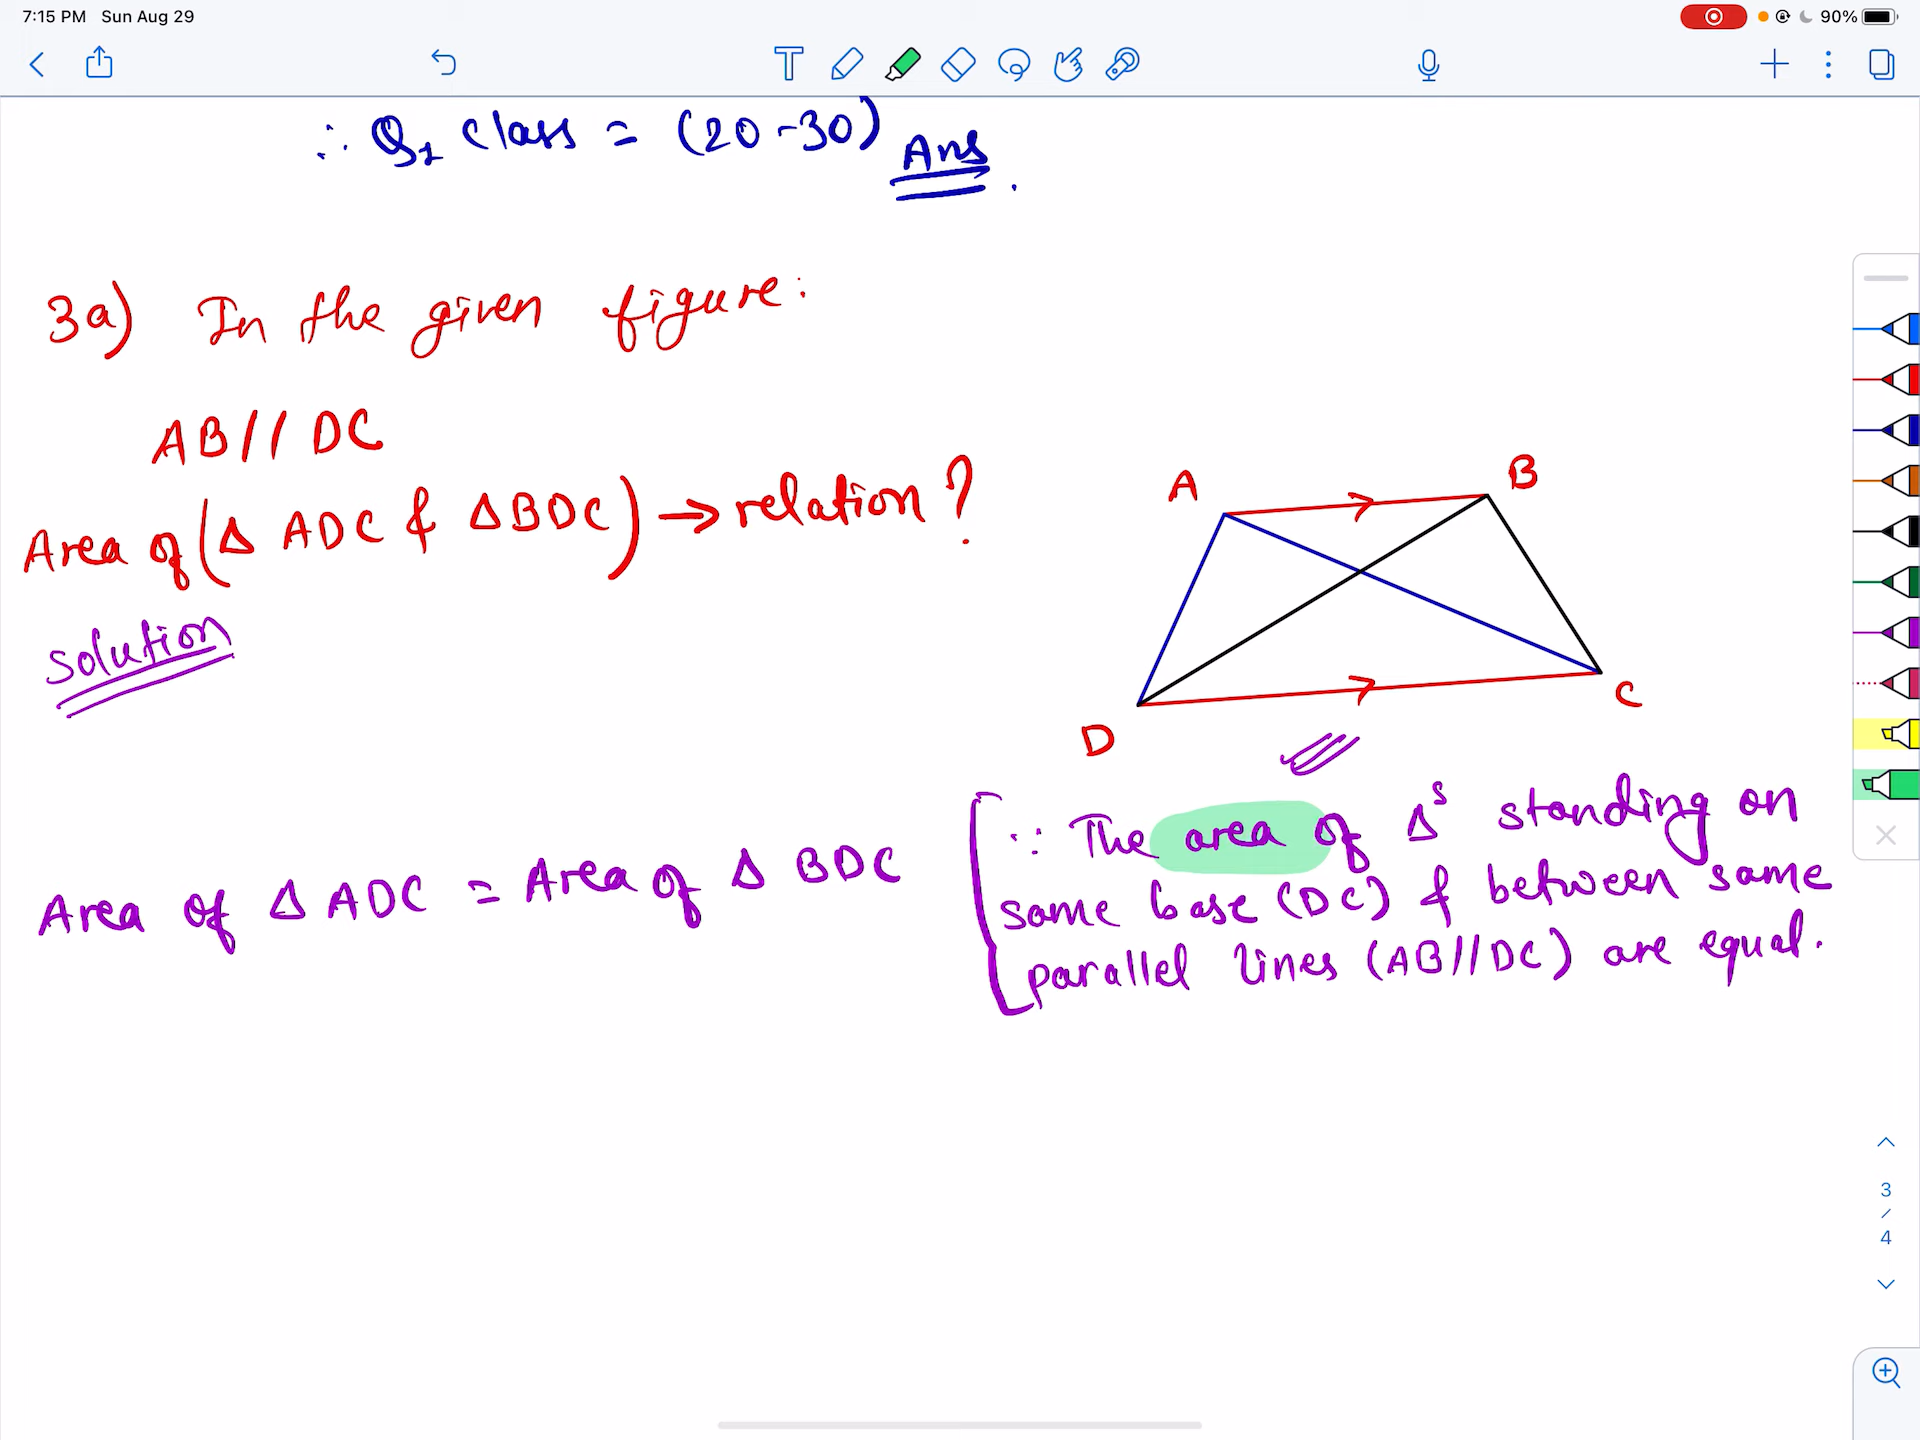 7:15 PM Sun Aug 29
90%
∴ Q1 class = (20-30) Ans.
3a) In the given figure:
AB // DC
Area of (Δ ADC & Δ BDC) → relation?
Solution
A
B
D
C
Area of Δ ADC = Area of Δ BDC
∵ The area of Δs standing on
same base (DC) & between same
parallel lines (AB//DC) are equal.
3
/
4